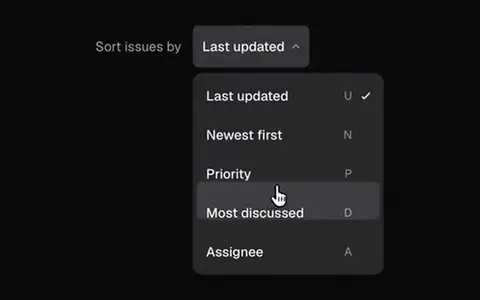 Sort issues by Last updated
Last updated U
Newest first N
Priority P
Most discussed D
Assignee A